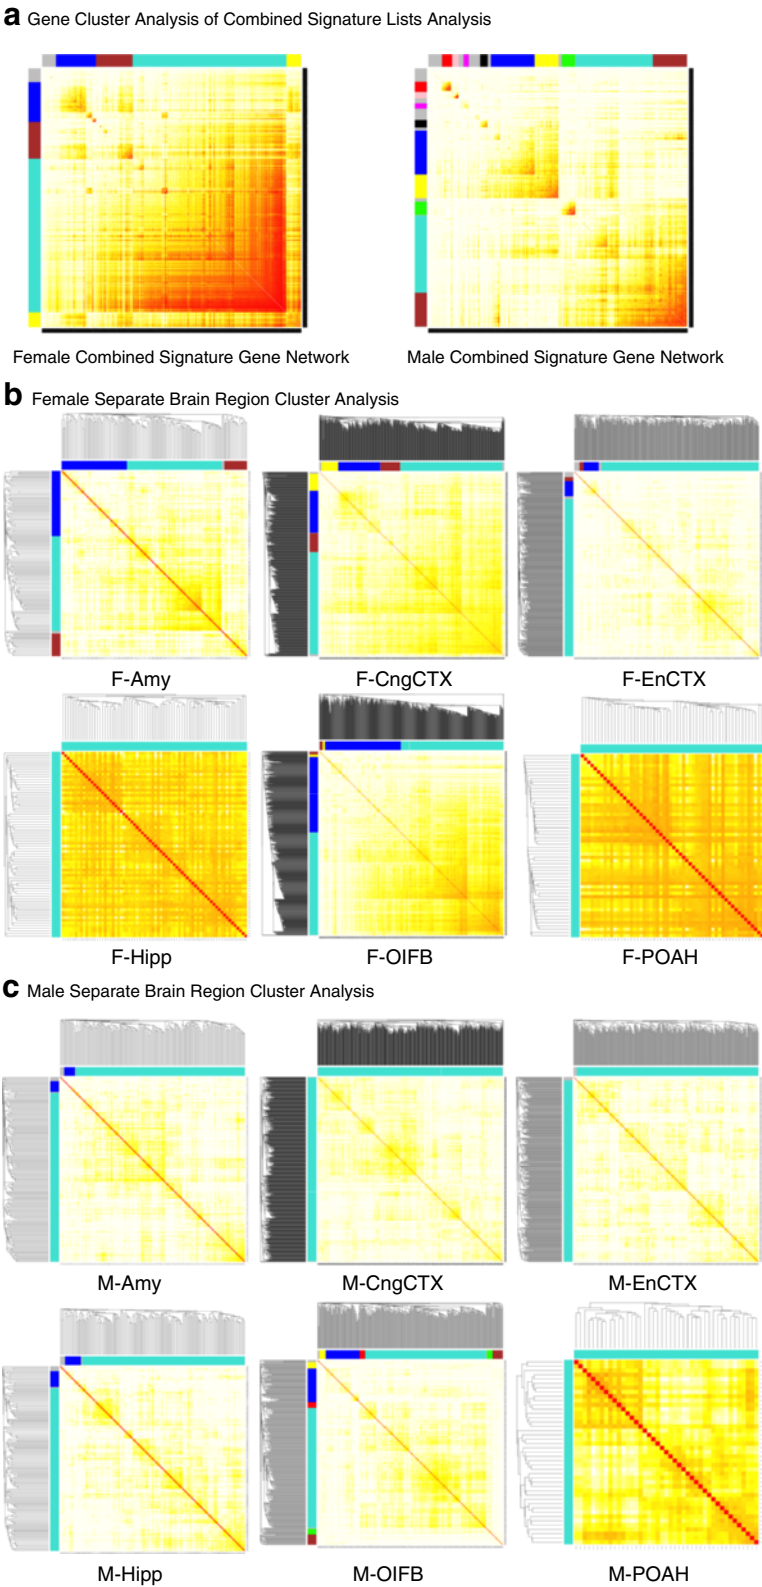 a Gene Cluster Analysis of Combined Signature Lists Analysis
Female Combined Signature Gene Network
Male Combined Signature Gene Network
b Female Separate Brain Region Cluster Analysis
F-Amy
F-CngCTX
F-EnCTX
F-Hipp
F-OIFB
F-POAH
c Male Separate Brain Region Cluster Analysis
M-Amy
M-CngCTX
M-EnCTX
M-Hipp
M-OIFB
M-POAH